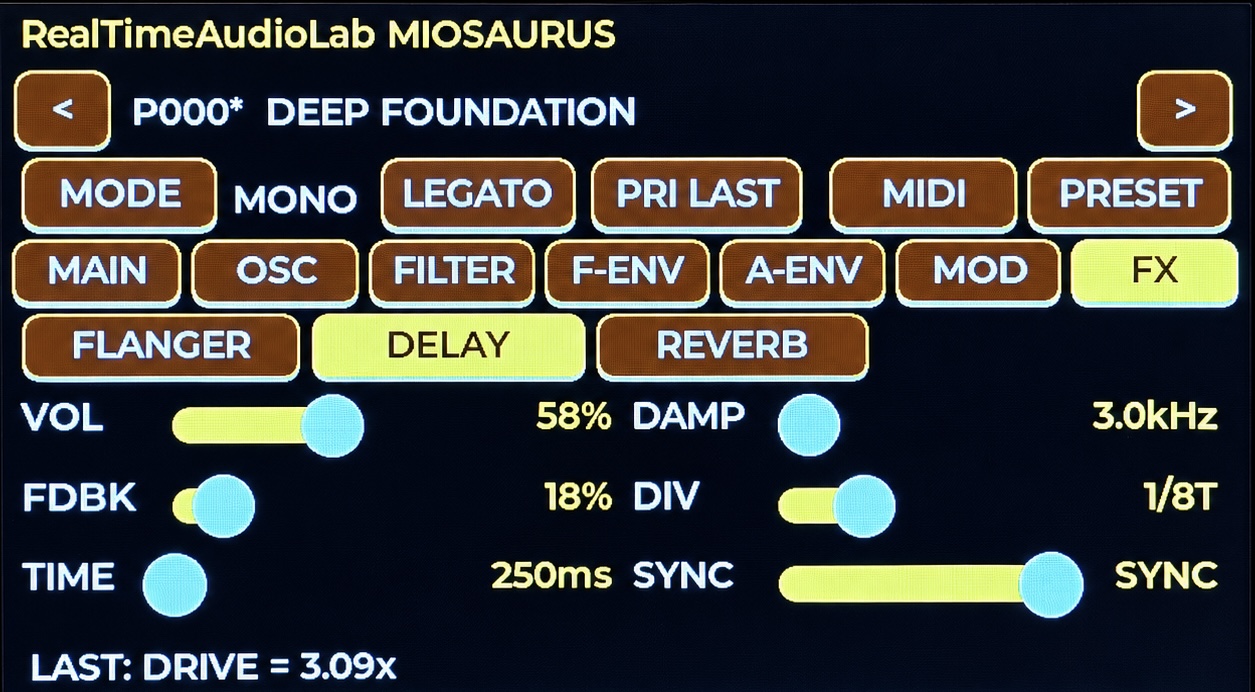 RealTimeAudioLab MIOSAURUS
< P000* DEEP FOUNDATION >
MODE MONO LEGATO PRI LAST MIDI PRESET
MAIN OSC FILTER F-ENV A-ENV MOD FX
FLANGER DELAY REVERB
VOL 58% DAMP 3.0kHz
FDBK 18% DIV 1/8T
TIME 250ms SYNC SYNC
LAST: DRIVE = 3.09x